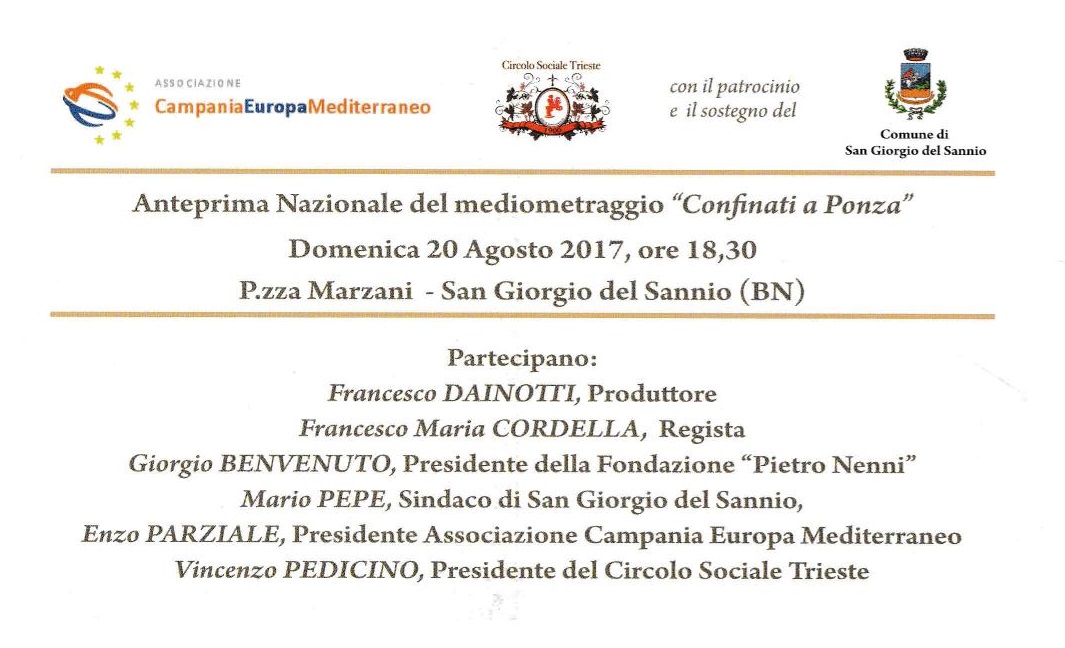 ASSOCIAZIONE
CampaniaEuropaMediterraneo
Circolo Sociale Trieste
1900
con il patrocinio
e il sostegno del
Comune di
San Giorgio del Sannio
Anteprima Nazionale del mediometraggio “Confinati a Ponza”
Domenica 20 Agosto 2017, ore 18,30
P.zza Marzani - San Giorgio del Sannio (BN)
Partecipano:
Francesco DAINOTTI, Produttore
Francesco Maria CORDELLA, Regista
Giorgio BENVENUTO, Presidente della Fondazione “Pietro Nenni”
Mario PEPE, Sindaco di San Giorgio del Sannio,
Enzo PARZIALE, Presidente Associazione Campania Europa Mediterraneo
Vincenzo PEDICINO, Presidente del Circolo Sociale Trieste